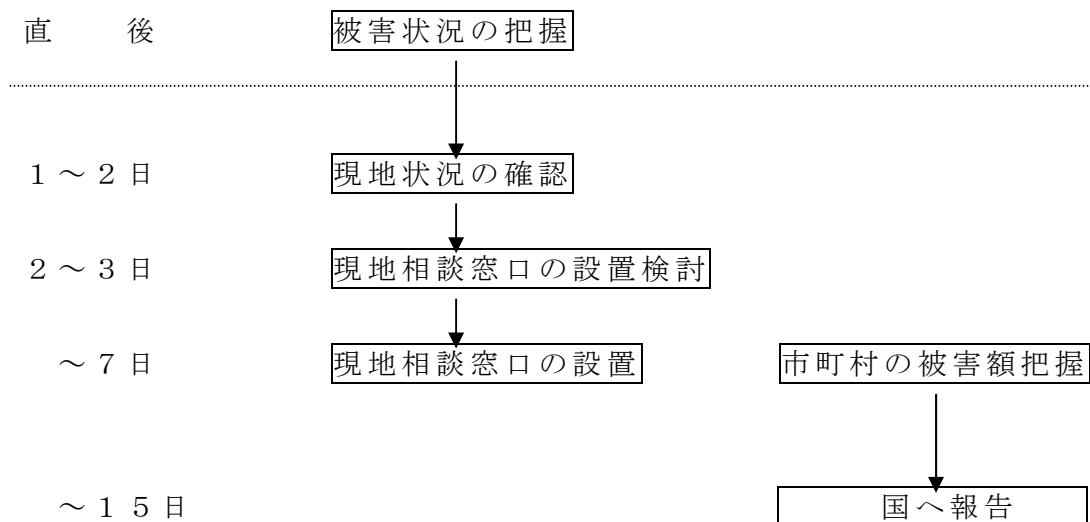 直　　後　　被害状況の把握
１～２日　　現地状況の確認
２～３日　　現地相談窓口の設置検討
～７日　　現地相談窓口の設置　　市町村の被害額把握
～１５日　　国へ報告